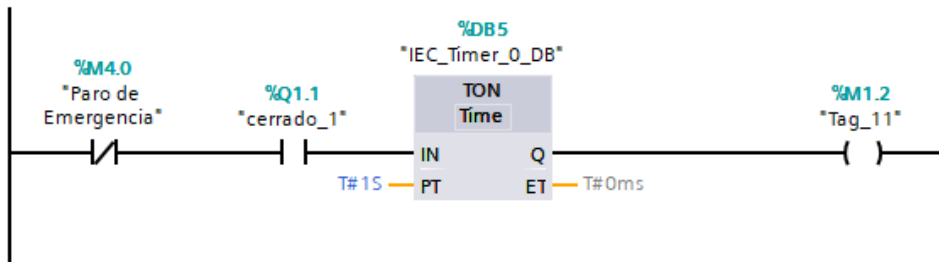 %DB5
"IEC_Timer_0_DB"
%M4.0
"Paro de
Emergencia"
%Q1.1
"cerrado_1"
TON
Time
%M1.2
"Tag_11"
IN Q
T#1S PT ET T#0ms